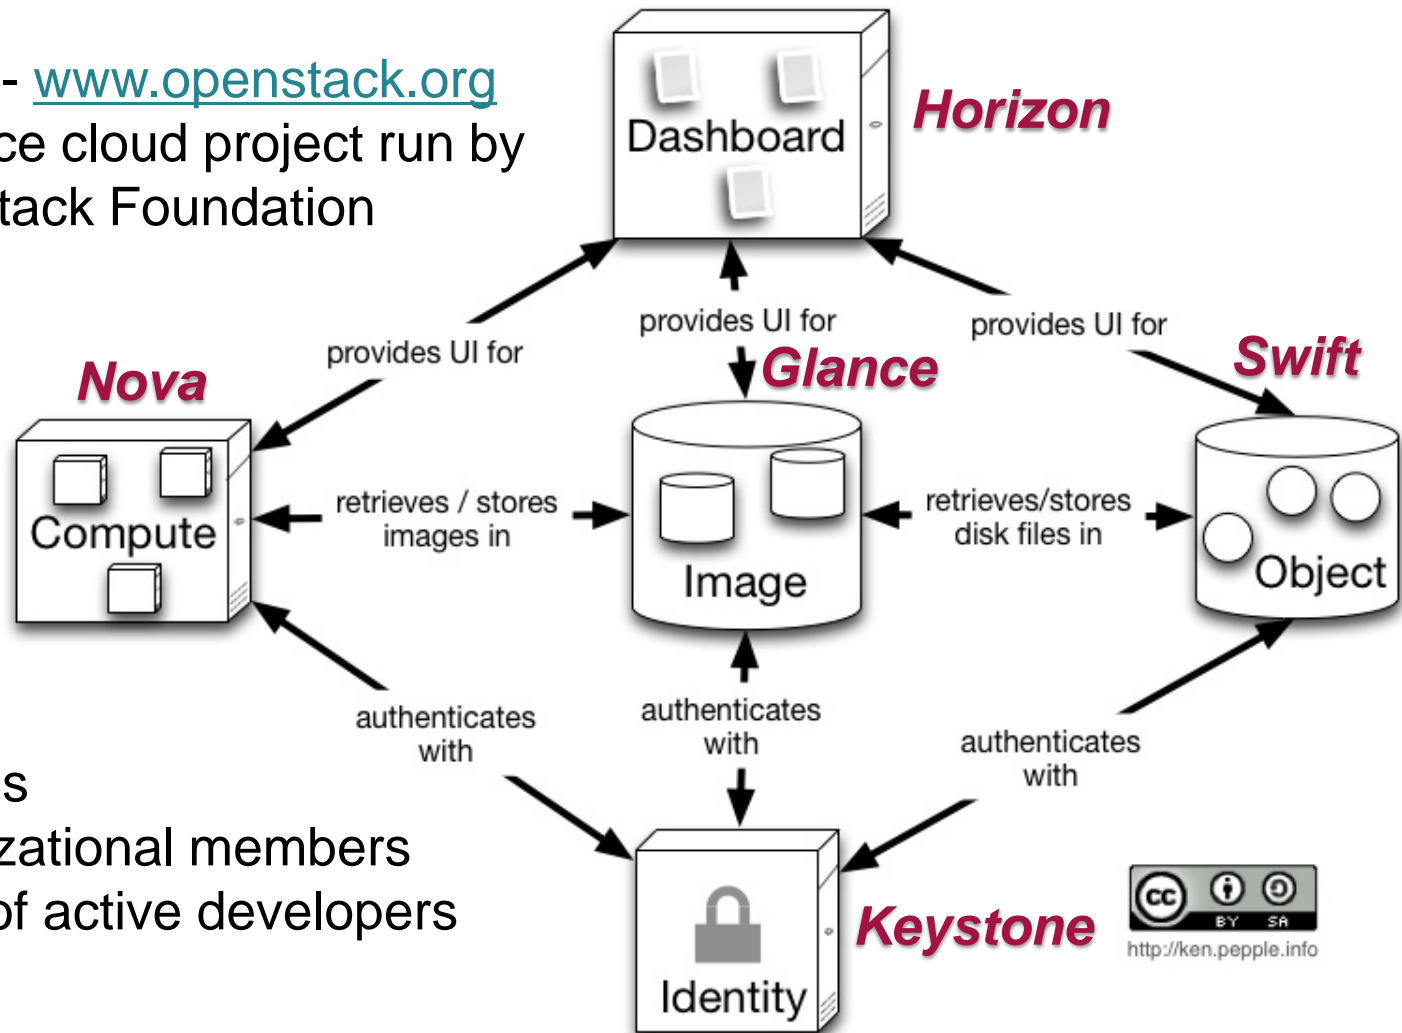 - www.openstack.org
ce cloud project run by
tack Foundation
Dashboard
Horizon
provides UI for
provides UI for
provides UI for
Nova
Glance
Swift
Compute
retrieves / stores
images in
Image
retrieves/stores
disk files in
Object
authenticates
with
authenticates
with
authenticates
with
s
zational members
of active developers
Identity
Keystone
cc
BY SA
http://ken.pepple.info